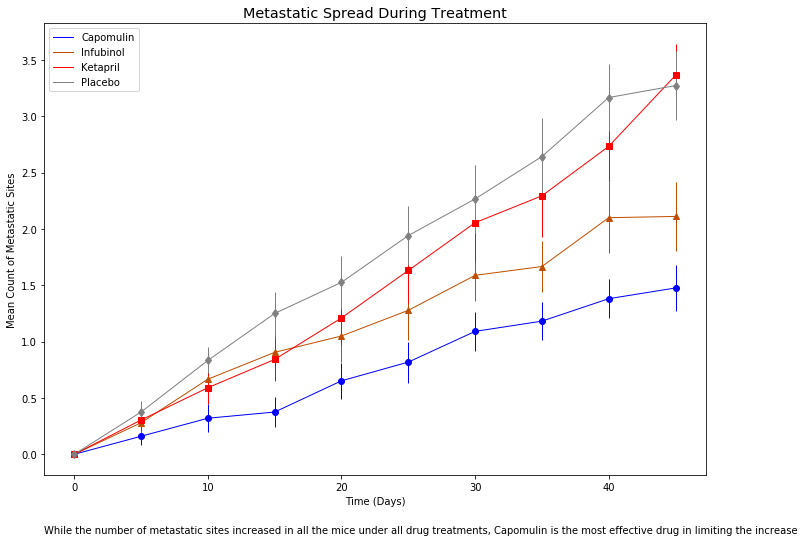 Metastatic Spread During Treatment
Capomulin
Infubinol
Ketapril
Placebo
3.5
3.0
2.5
2.0
1.5
1.0
0.5
0.0
Mean Count of Metastatic Sites
0
10
20
30
40
Time (Days)
While the number of metastatic sites increased in all the mice under all drug treatments, Capomulin is the most effective drug in limiting the increase